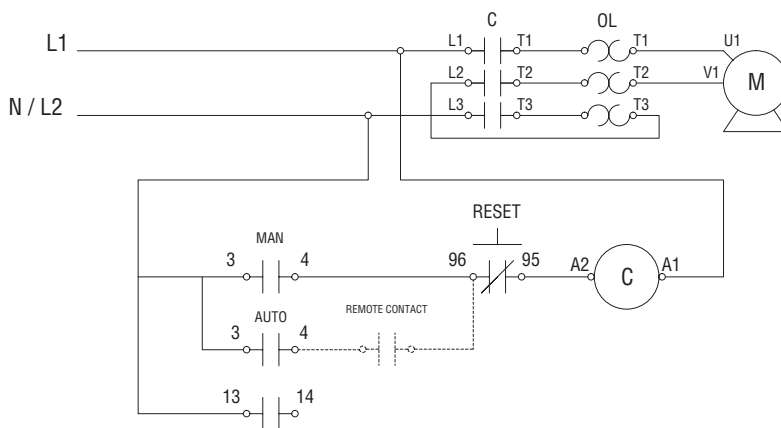 C OL
L1 L1 T1 T1 U1
L2 T2 T2 V1 M
N / L2 L3 T3 T3
RESET
MAN
3 4 96 95 A2 C A1
AUTO REMOTE CONTACT
3 4
13 14